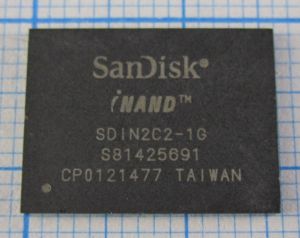 SanDisk®
iNAND™
SDIN2C2-1G
S81425691
CP0121477 TAIWAN